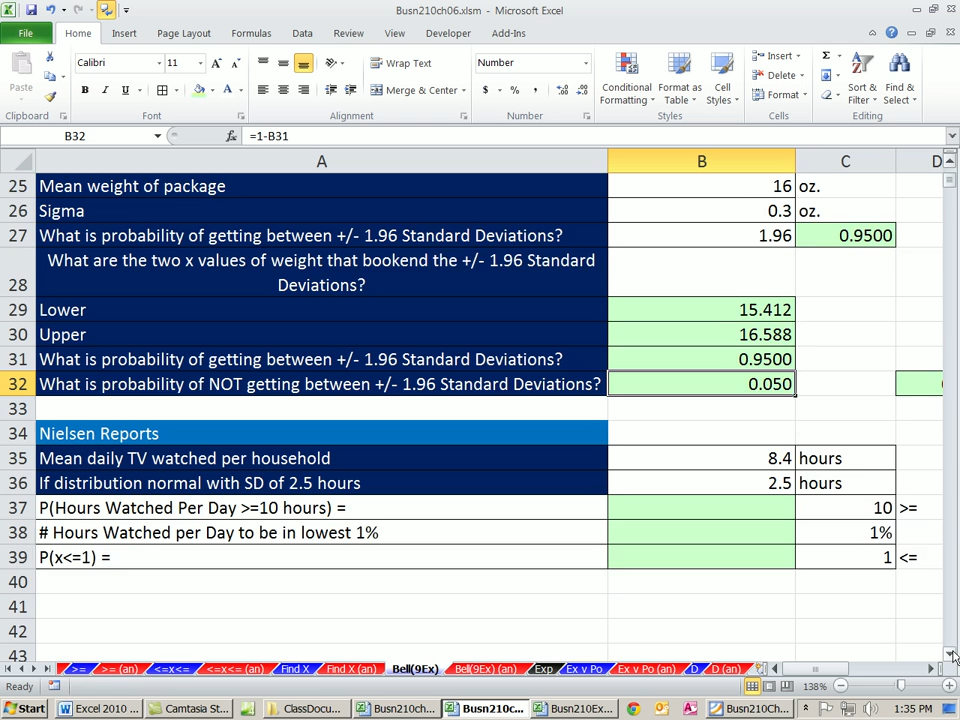 Busn210ch06.xlsm - Microsoft Excel
File Home Insert Page Layout Formulas Data Review View Developer Add-Ins
Paste
Calibri 11
Wrap Text
Number
B I U
Merge & Center
$ % ,
Conditional Formatting
Format as Table
Cell Styles
Insert
Delete
Format
Sort & Filter
Find & Select
Clipboard Font Alignment Number Styles Cells Editing
B32 fx =1-B31
A B C D
25 Mean weight of package 16 oz.
26 Sigma 0.3 oz.
27 What is probability of getting between +/- 1.96 Standard Deviations? 1.96 0.9500
What are the two x values of weight that bookend the +/- 1.96 Standard
28 Deviations?
29 Lower 15.412
30 Upper 16.588
31 What is probability of getting between +/- 1.96 Standard Deviations? 0.9500
32 What is probability of NOT getting between +/- 1.96 Standard Deviations? 0.050
33
34 Nielsen Reports
35 Mean daily TV watched per household 8.4 hours
36 If distribution normal with SD of 2.5 hours 2.5 hours
37 P(Hours Watched Per Day >=10 hours) = 10 >=
38 # Hours Watched per Day to be in lowest 1% 1%
39 P(x<=1) = 1 <=
40
41
42
43
>= >= (an) <=x<= <=x<= (an) Find X Find X (an) Bell(9Ex) Bell(9Ex) (an) Exp Ex v Po Ex v Po (an) D D (an)
Ready 138%
Start Excel 2010 ... Camtasia St... ClassDocu... Busn210ch... Busn210c... Busn210Ex... Busn210Ch... 1:35 PM